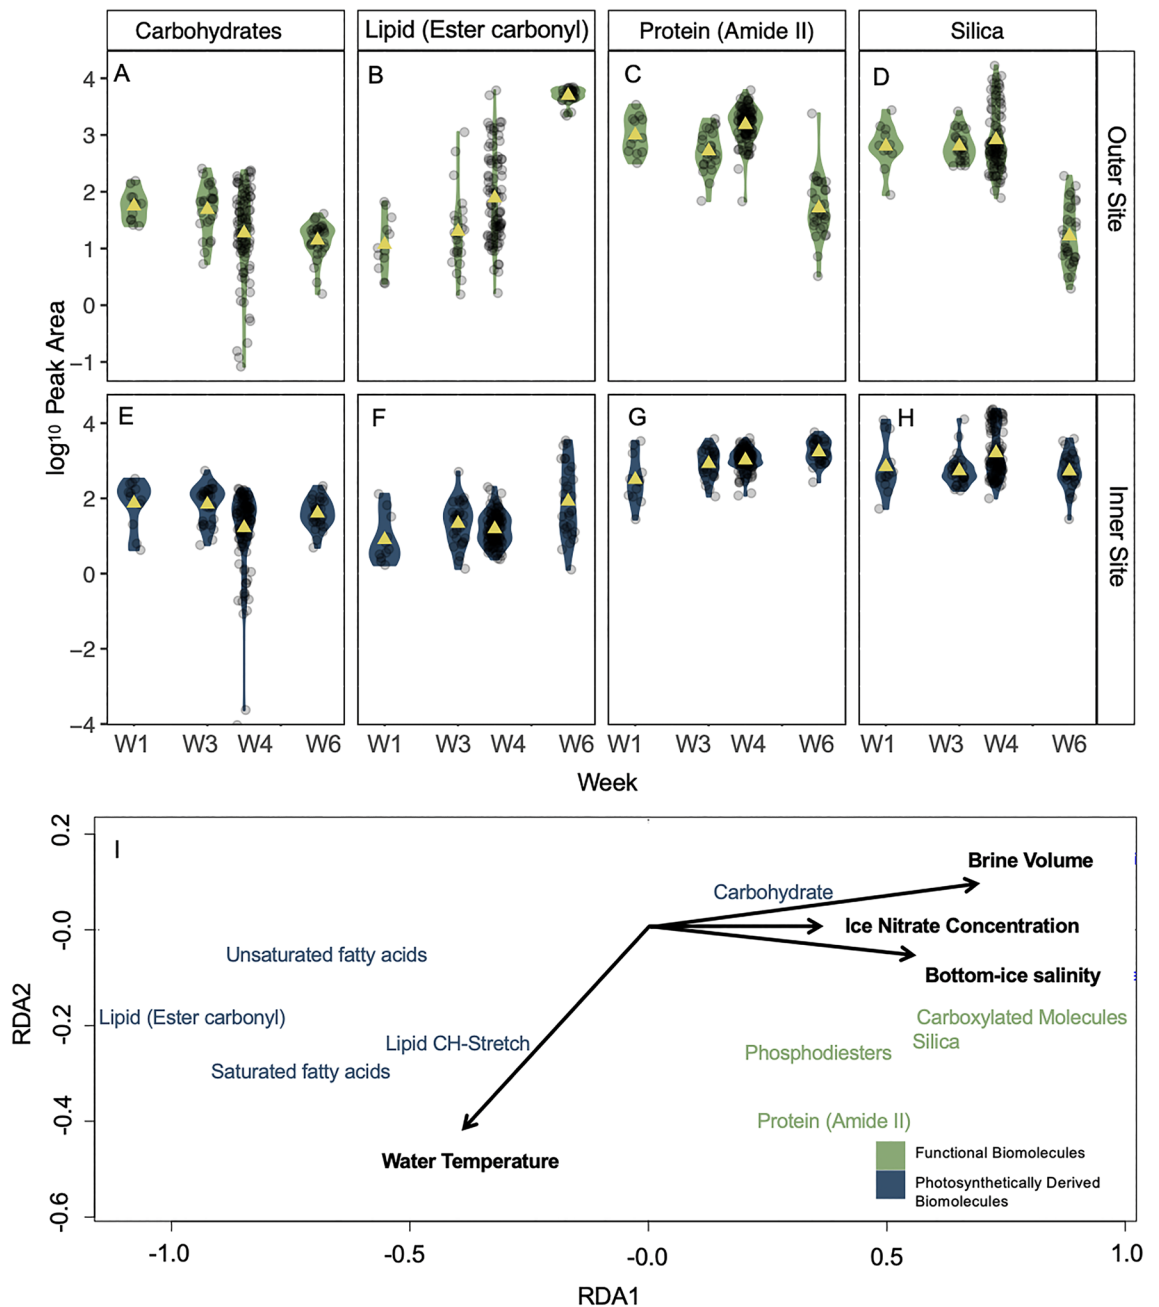 Carbohydrates
Lipid (Ester carbonyl)
Protein (Amide II)
Silica
A
B
C
D
4
3
2
1
0
−1
Outer Site
log¹⁰ Peak Area
E
F
G
H
4
2
0
−2
−4
Inner Site
W1 W3 W4 W6
W1 W3 W4 W6
W1 W3 W4 W6
W1 W3 W4 W6
Week
I
0.2
-0.0
-0.2
-0.4
-0.6
RDA2
Brine Volume
Carbohydrate
Ice Nitrate Concentration
Unsaturated fatty acids
Bottom-ice salinity
Lipid (Ester carbonyl)
Carboxylated Molecules
Lipid CH-Stretch
Silica
Phosphodiesters
Saturated fatty acids
Protein (Amide II)
Water Temperature
Functional Biomolecules
Photosynthetically Derived
Biomolecules
-1.0 -0.5 -0.0 0.5 1.0
RDA1